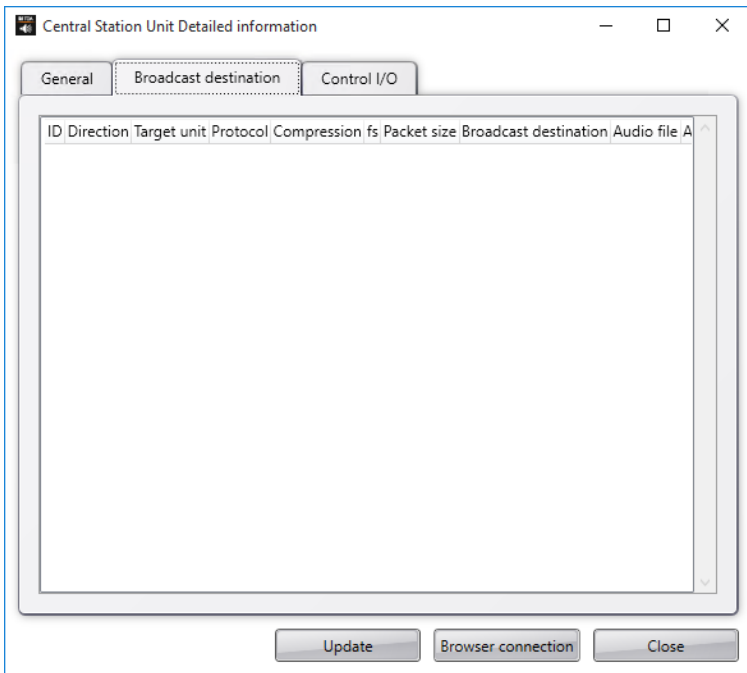 Central Station Unit Detailed information
General Broadcast destination Control I/O
ID Direction Target unit Protocol Compression fs Packet size Broadcast destination Audio file A
Update Browser connection Close